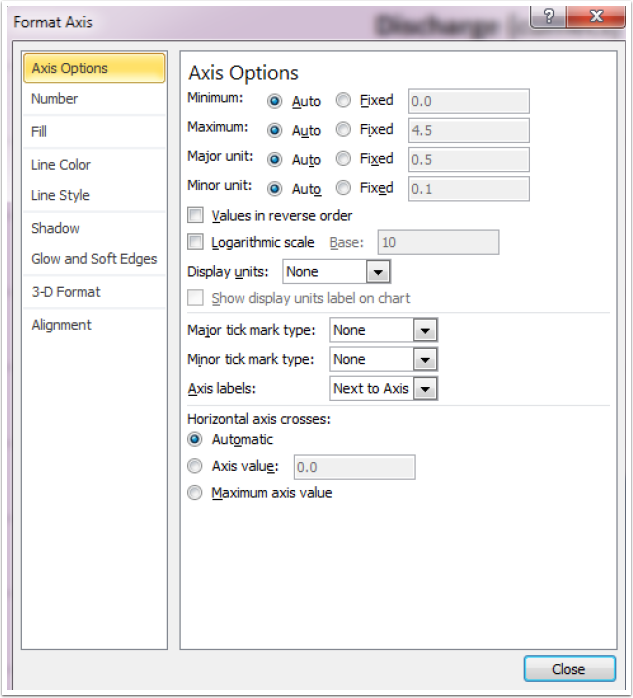 Format Axis
Discharge
?
Axis Options
Number
Fill
Line Color
Line Style
Shadow
Glow and Soft Edges
3-D Format
Alignment
Axis Options
Minimum: Auto Fixed 0.0
Maximum: Auto Fixed 4.5
Major unit: Auto Fixed 0.5
Minor unit: Auto Fixed 0.1
Values in reverse order
Logarithmic scale Base: 10
Display units: None
Show display units label on chart
Major tick mark type: None
Minor tick mark type: None
Axis labels: Next to Axis
Horizontal axis crosses:
Automatic
Axis value: 0.0
Maximum axis value
Close